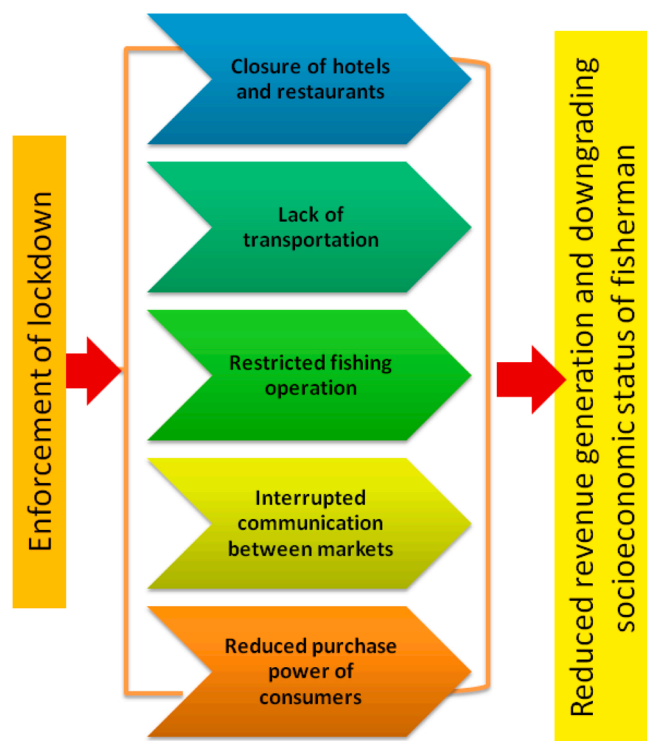 Enforcement of lockdown
Closure of hotels
and restaurants
Lack of
transportation
Restricted fishing
operation
Interrupted
communication
between markets
Reduced purchase
power of
consumers
Reduced revenue generation and downgrading
socioeconomic status of fisherman